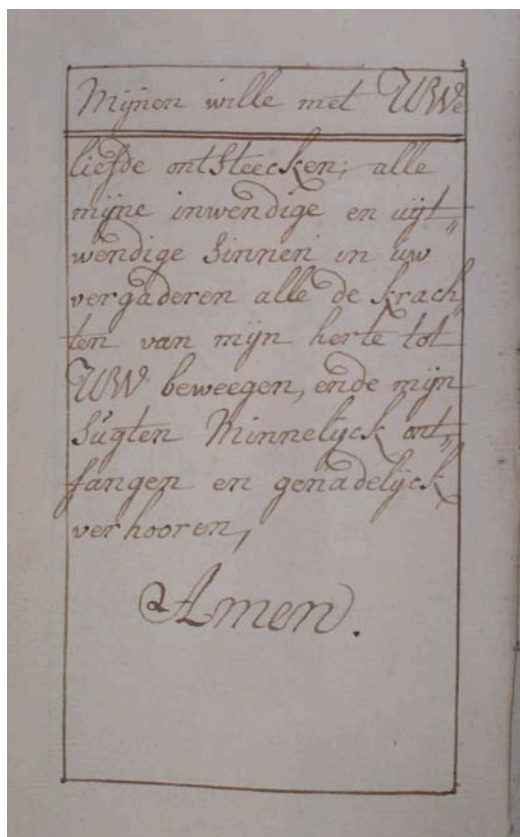 Mijnen wille met UWe
liefde ontsteecken; alle
mijne inwendige en uijt„
wendige sinnen in uw
vergaderen alle de krach
ten van mijn herte tot
UW beweegen, ende mijn
sugten Minnelijck ont„
fangen en genadelijck
verhooren,
Amen.